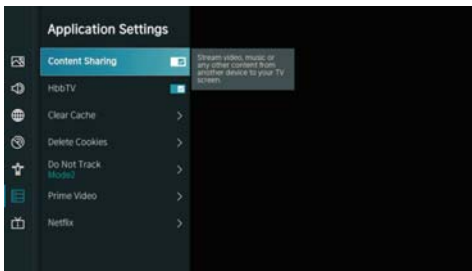 Application Settings
Content Sharing
Stream video, music or
any other content from
another device to your TV
screen.
HbbTV
Clear Cache
Delete Cookies
Do Not Track
Mode2
Prime Video
Netflix